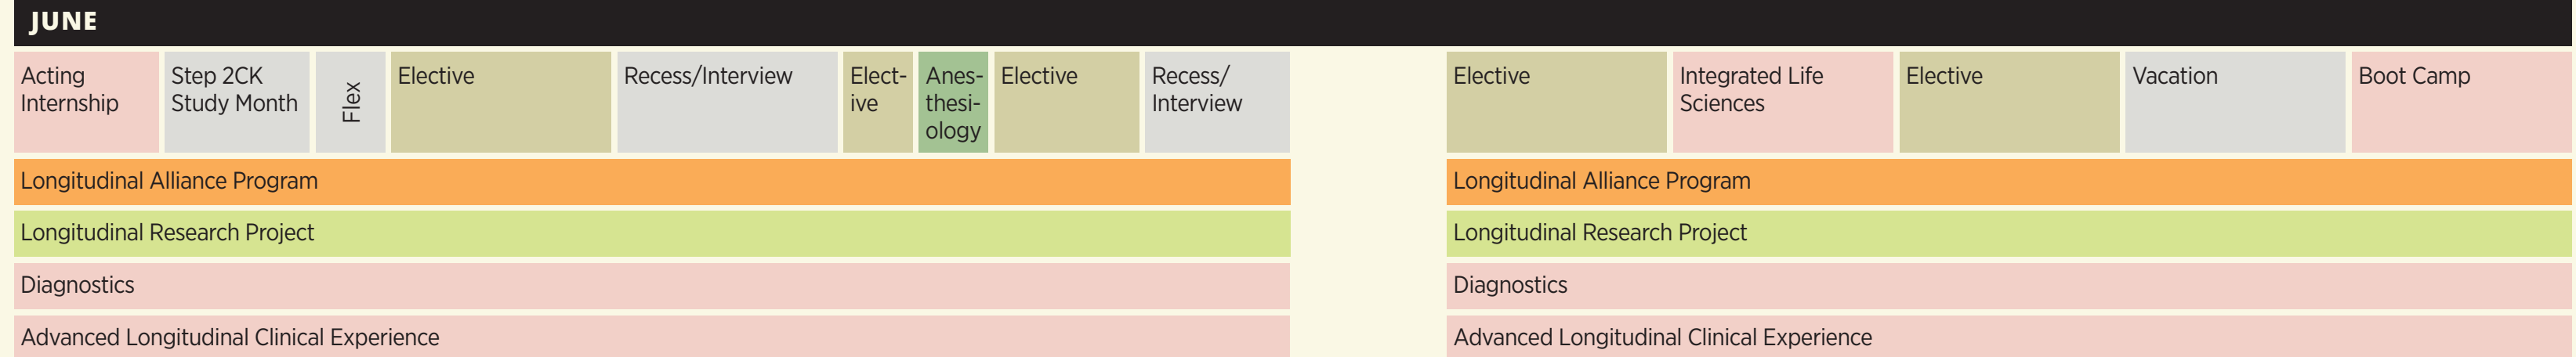 JUNE
Acting
Internship
Step 2CK
Study Month
Flex
Elective
Recess/Interview
Elect-
ive
Anes-
thesi-
ology
Elective
Recess/
Interview
Elective
Integrated Life
Sciences
Elective
Vacation
Boot Camp
Longitudinal Alliance Program
Longitudinal Alliance Program
Longitudinal Research Project
Longitudinal Research Project
Diagnostics
Diagnostics
Advanced Longitudinal Clinical Experience
Advanced Longitudinal Clinical Experience